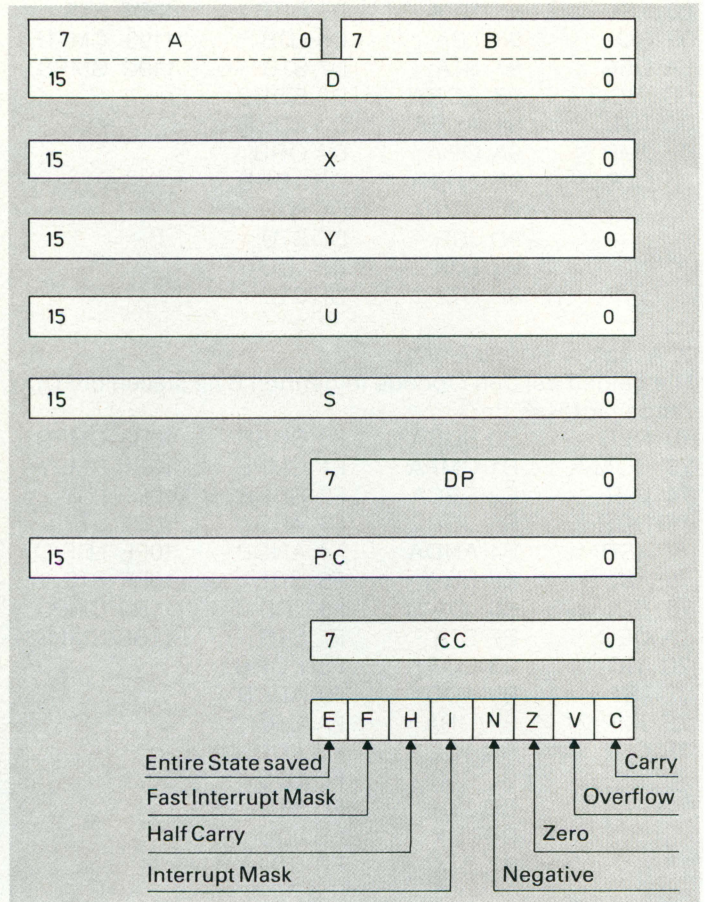 7 A 0 7 B 0
15 D 0
15 X 0
15 Y 0
15 U 0
15 S 0
7 DP 0
15 PC 0
7 CC 0
E F H I N Z V C
Entire State saved Carry
Fast Interrupt Mask Overflow
Half Carry Zero
Interrupt Mask Negative